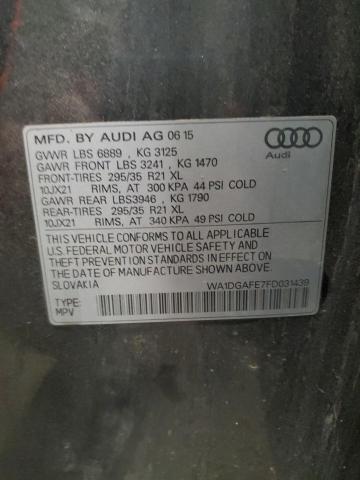 MFD. BY AUDI AG 06 15
GVWR LBS 6889 , KG 3125
GAWR FRONT LBS 3241 , KG 1470
FRONT-TIRES 295/35 R21 XL
10JX21 RIMS, AT 300 KPA 44 PSI COLD
GAWR REAR LBS3946 , KG 1790
REAR-TIRES 295/35 R21 XL
10JX21 RIMS, AT 340 KPA 49 PSI COLD
THIS VEHICLE CONFORMS TO ALL APPLICABLE
U.S. FEDERAL MOTOR VEHICLE SAFETY AND
THEFT PREVENTION STANDARDS IN EFFECT ON THE
DATE OF MANUFACTURE SHOWN ABOVE.
SLOVAKIA
WA1DGAFE7FD031439
TYPE:
MPV
Audi